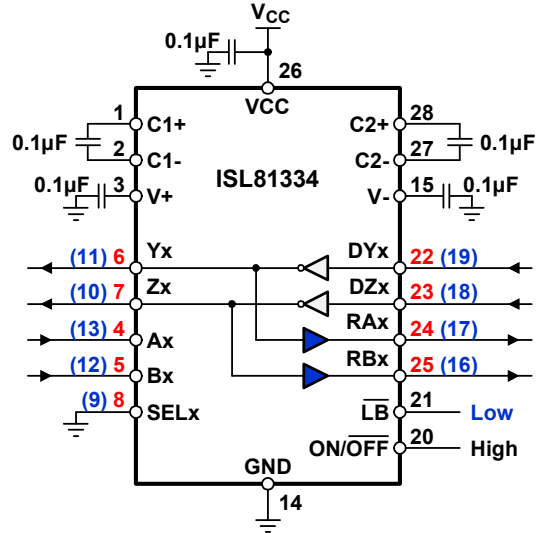 VCC
0.1µF
26
VCC
1 C1+ C2+ 28
0.1µF 0.1µF
2 C1- C2- 27
ISL81334
0.1µF 3 V+ V- 15 0.1µF
(11) 6 Yx DYx 22 (19)
(10) 7 Zx DZx 23 (18)
(13) 4 Ax RAx 24 (17)
(12) 5 Bx RBx 25 (16)
(9) 8 SELx L̅B̅ 21 Low
ON/O̅F̅F̅ 20 High
GND
14